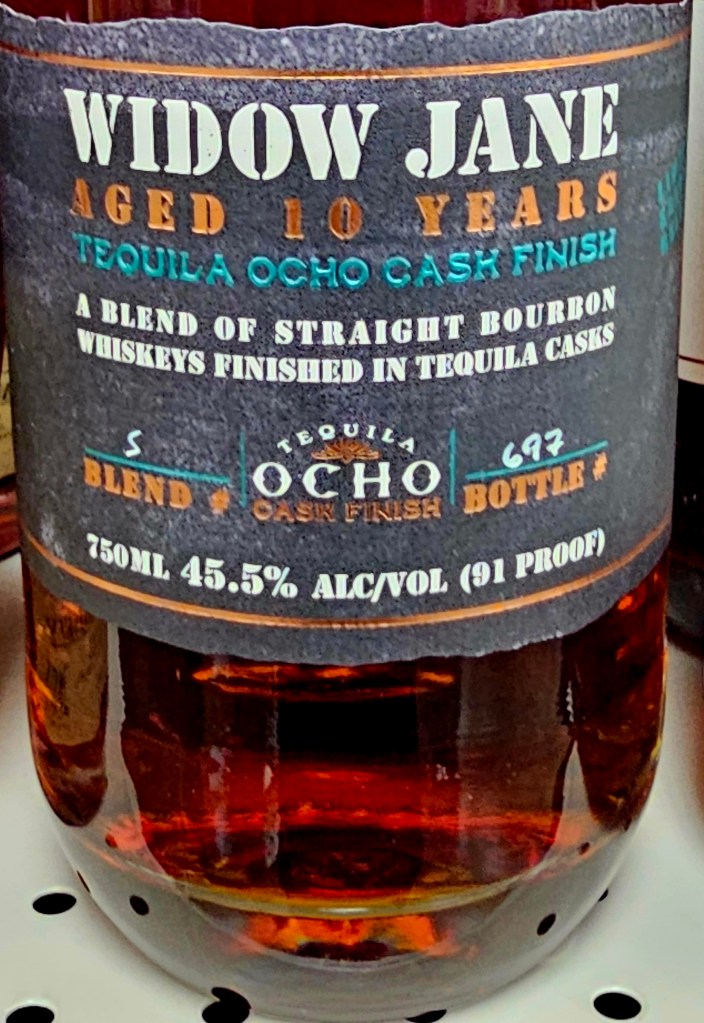 WIDOW JANE
AGED 10 YEARS
TEQUILA OCHO CASK FINISH
A BLEND OF STRAIGHT BOURBON
WHISKEYS FINISHED IN TEQUILA CASKS
5
BLEND #
TEQUILA
OCHO
CASK FINISH
697
BOTTLE #
750ML 45.5% ALC/VOL (91 PROOF)